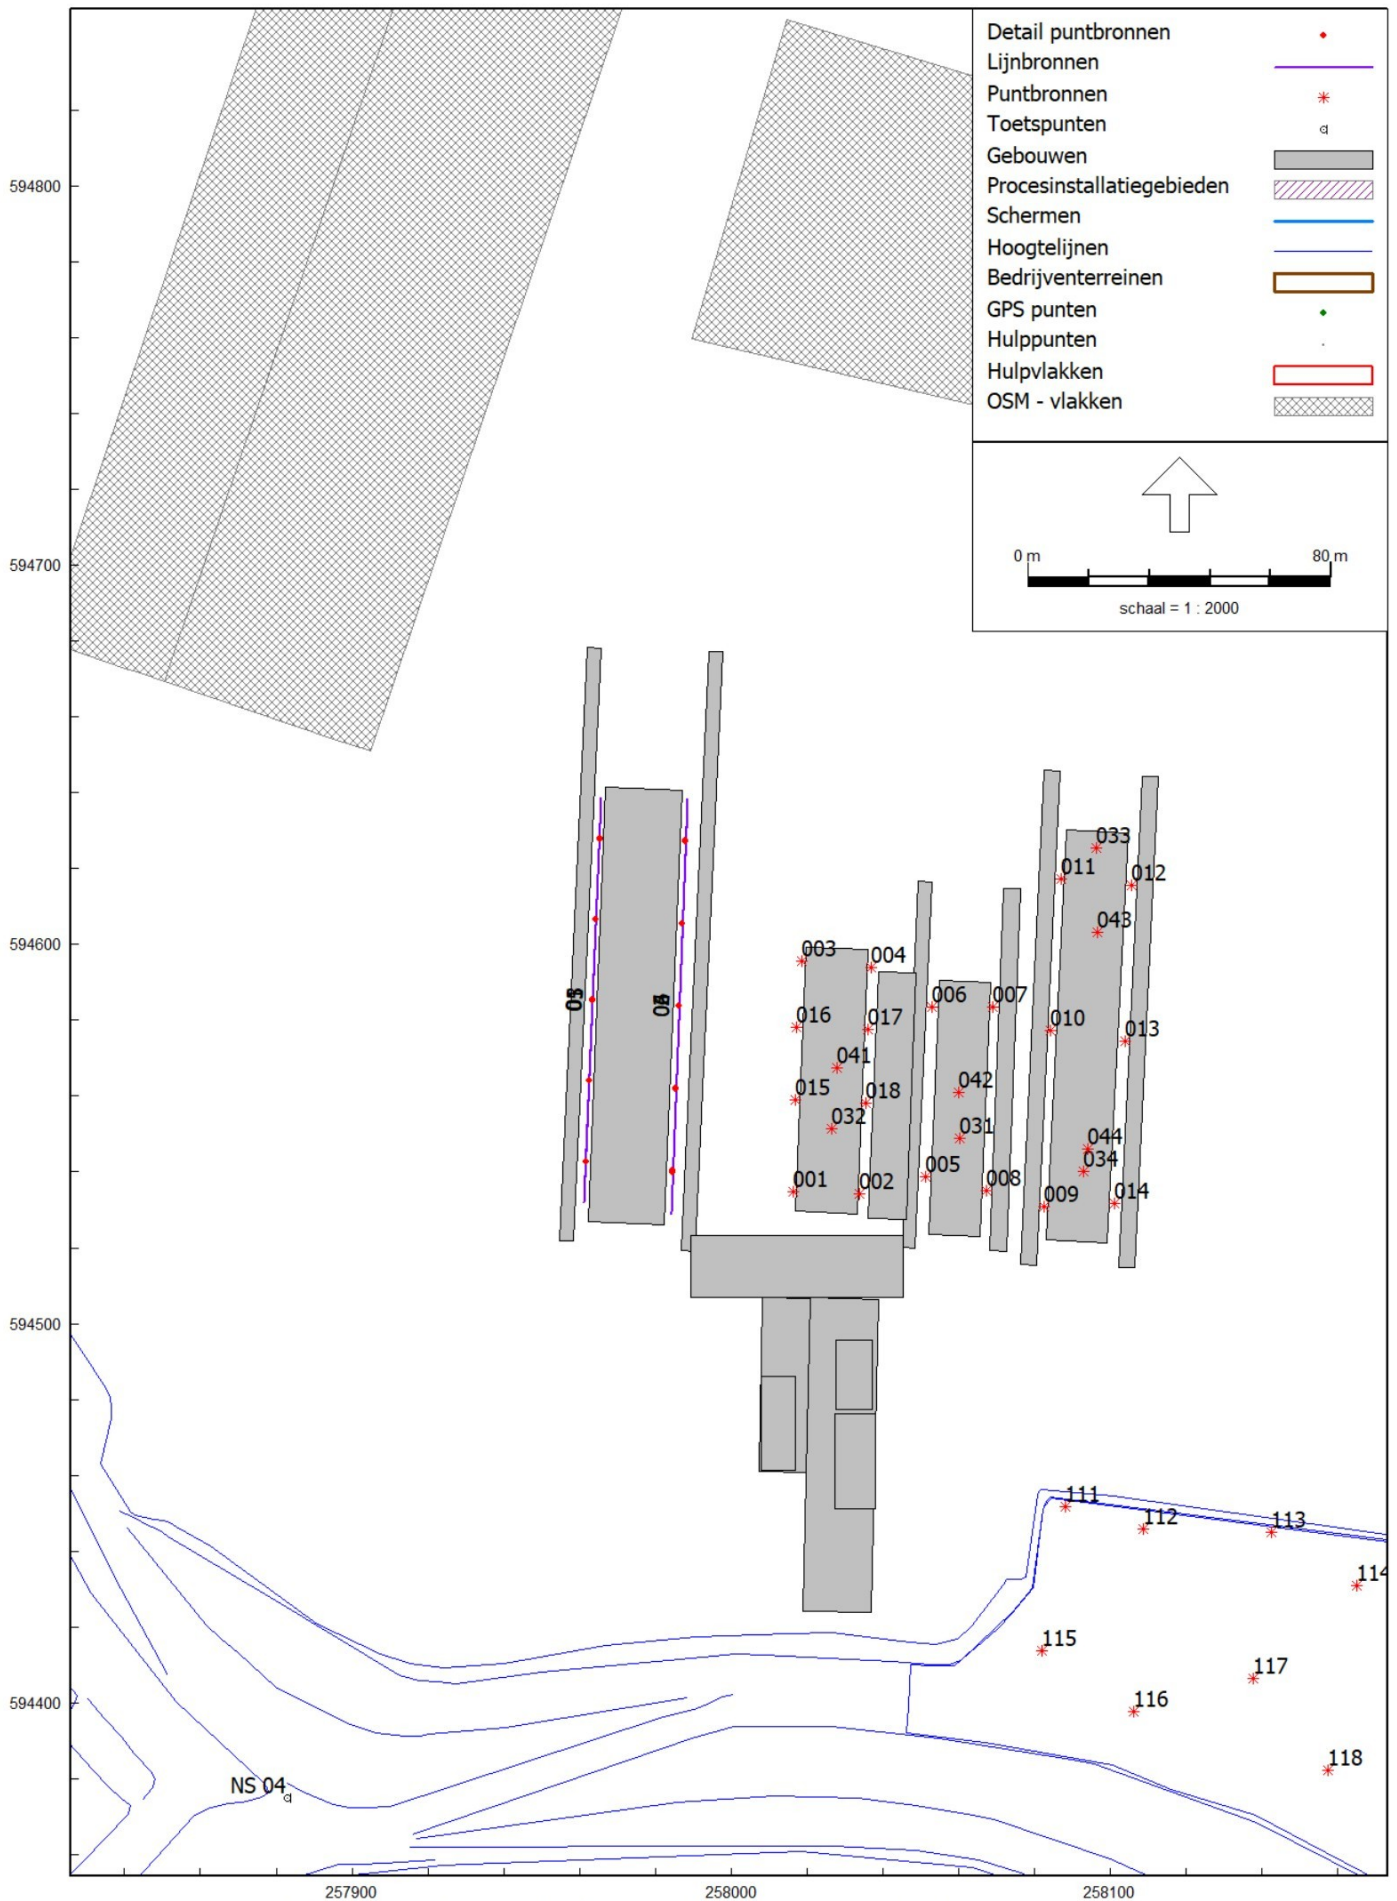 Detail puntbronnen
Lijnbronnen
Puntbronnen
Toetspunten
Gebouwen
Procesinstallatiegebieden
Schermen
Hoogtelijnen
Bedrijventerreinen
GPS punten
Hulppunten
Hulpvlakken
OSM - vlakken
0 m 80 m
schaal = 1 : 2000
594800
594700
594600
594500
594400
257900 258000 258100
033
011 012
043
003 004
006 007
016 017
010 013
041
042
015 018
032
031
044
034
005
001 002 008
009 014
111
112 113
114
115
117
116
118
NS 04